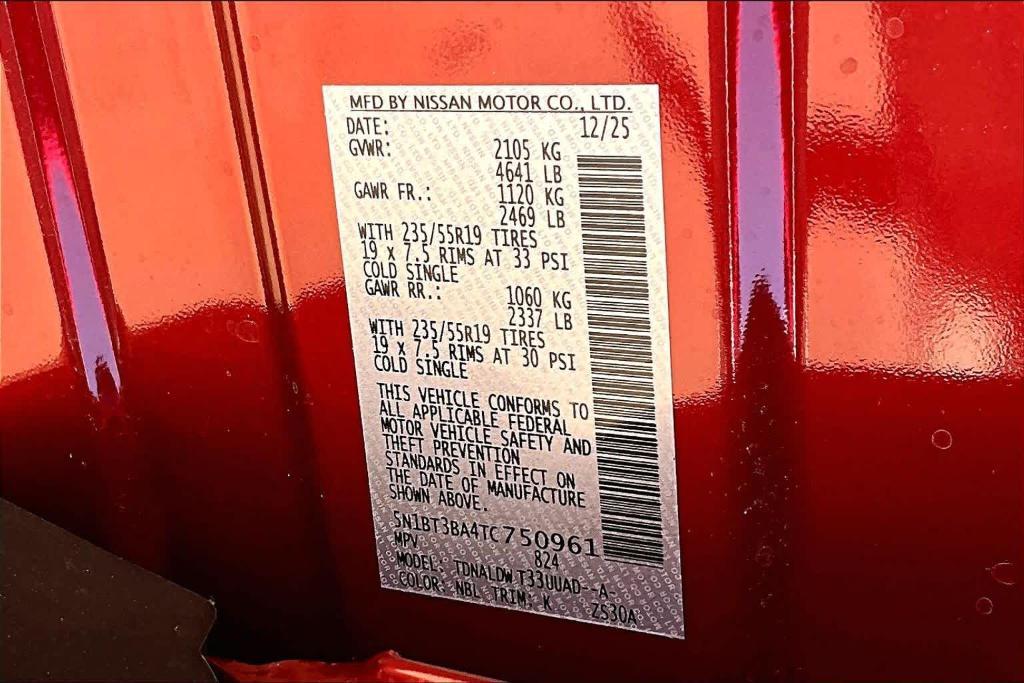 MFD BY NISSAN MOTOR CO., LTD.
DATE: 12/25
GVWR: 2105 KG
4641 LB
GAWR FR.: 1120 KG
2469 LB
WITH 235/55R19 TIRES
19 X 7.5 RIMS AT 33 PSI
COLD SINGLE
GAWR RR.: 1060 KG
2337 LB
WITH 235/55R19 TIRES
19 X 7.5 RIMS AT 30 PSI
COLD SINGLE
THIS VEHICLE CONFORMS TO
ALL APPLICABLE FEDERAL
MOTOR VEHICLE SAFETY AND
THEFT PREVENTION
STANDARDS IN EFFECT ON
THE DATE OF MANUFACTURE
SHOWN ABOVE.
5N1BT3BA4TC750961
MPV 824
MODEL: TDNALDW T33UUAD--A-
COLOR: NBL TRIM: K ZS30A